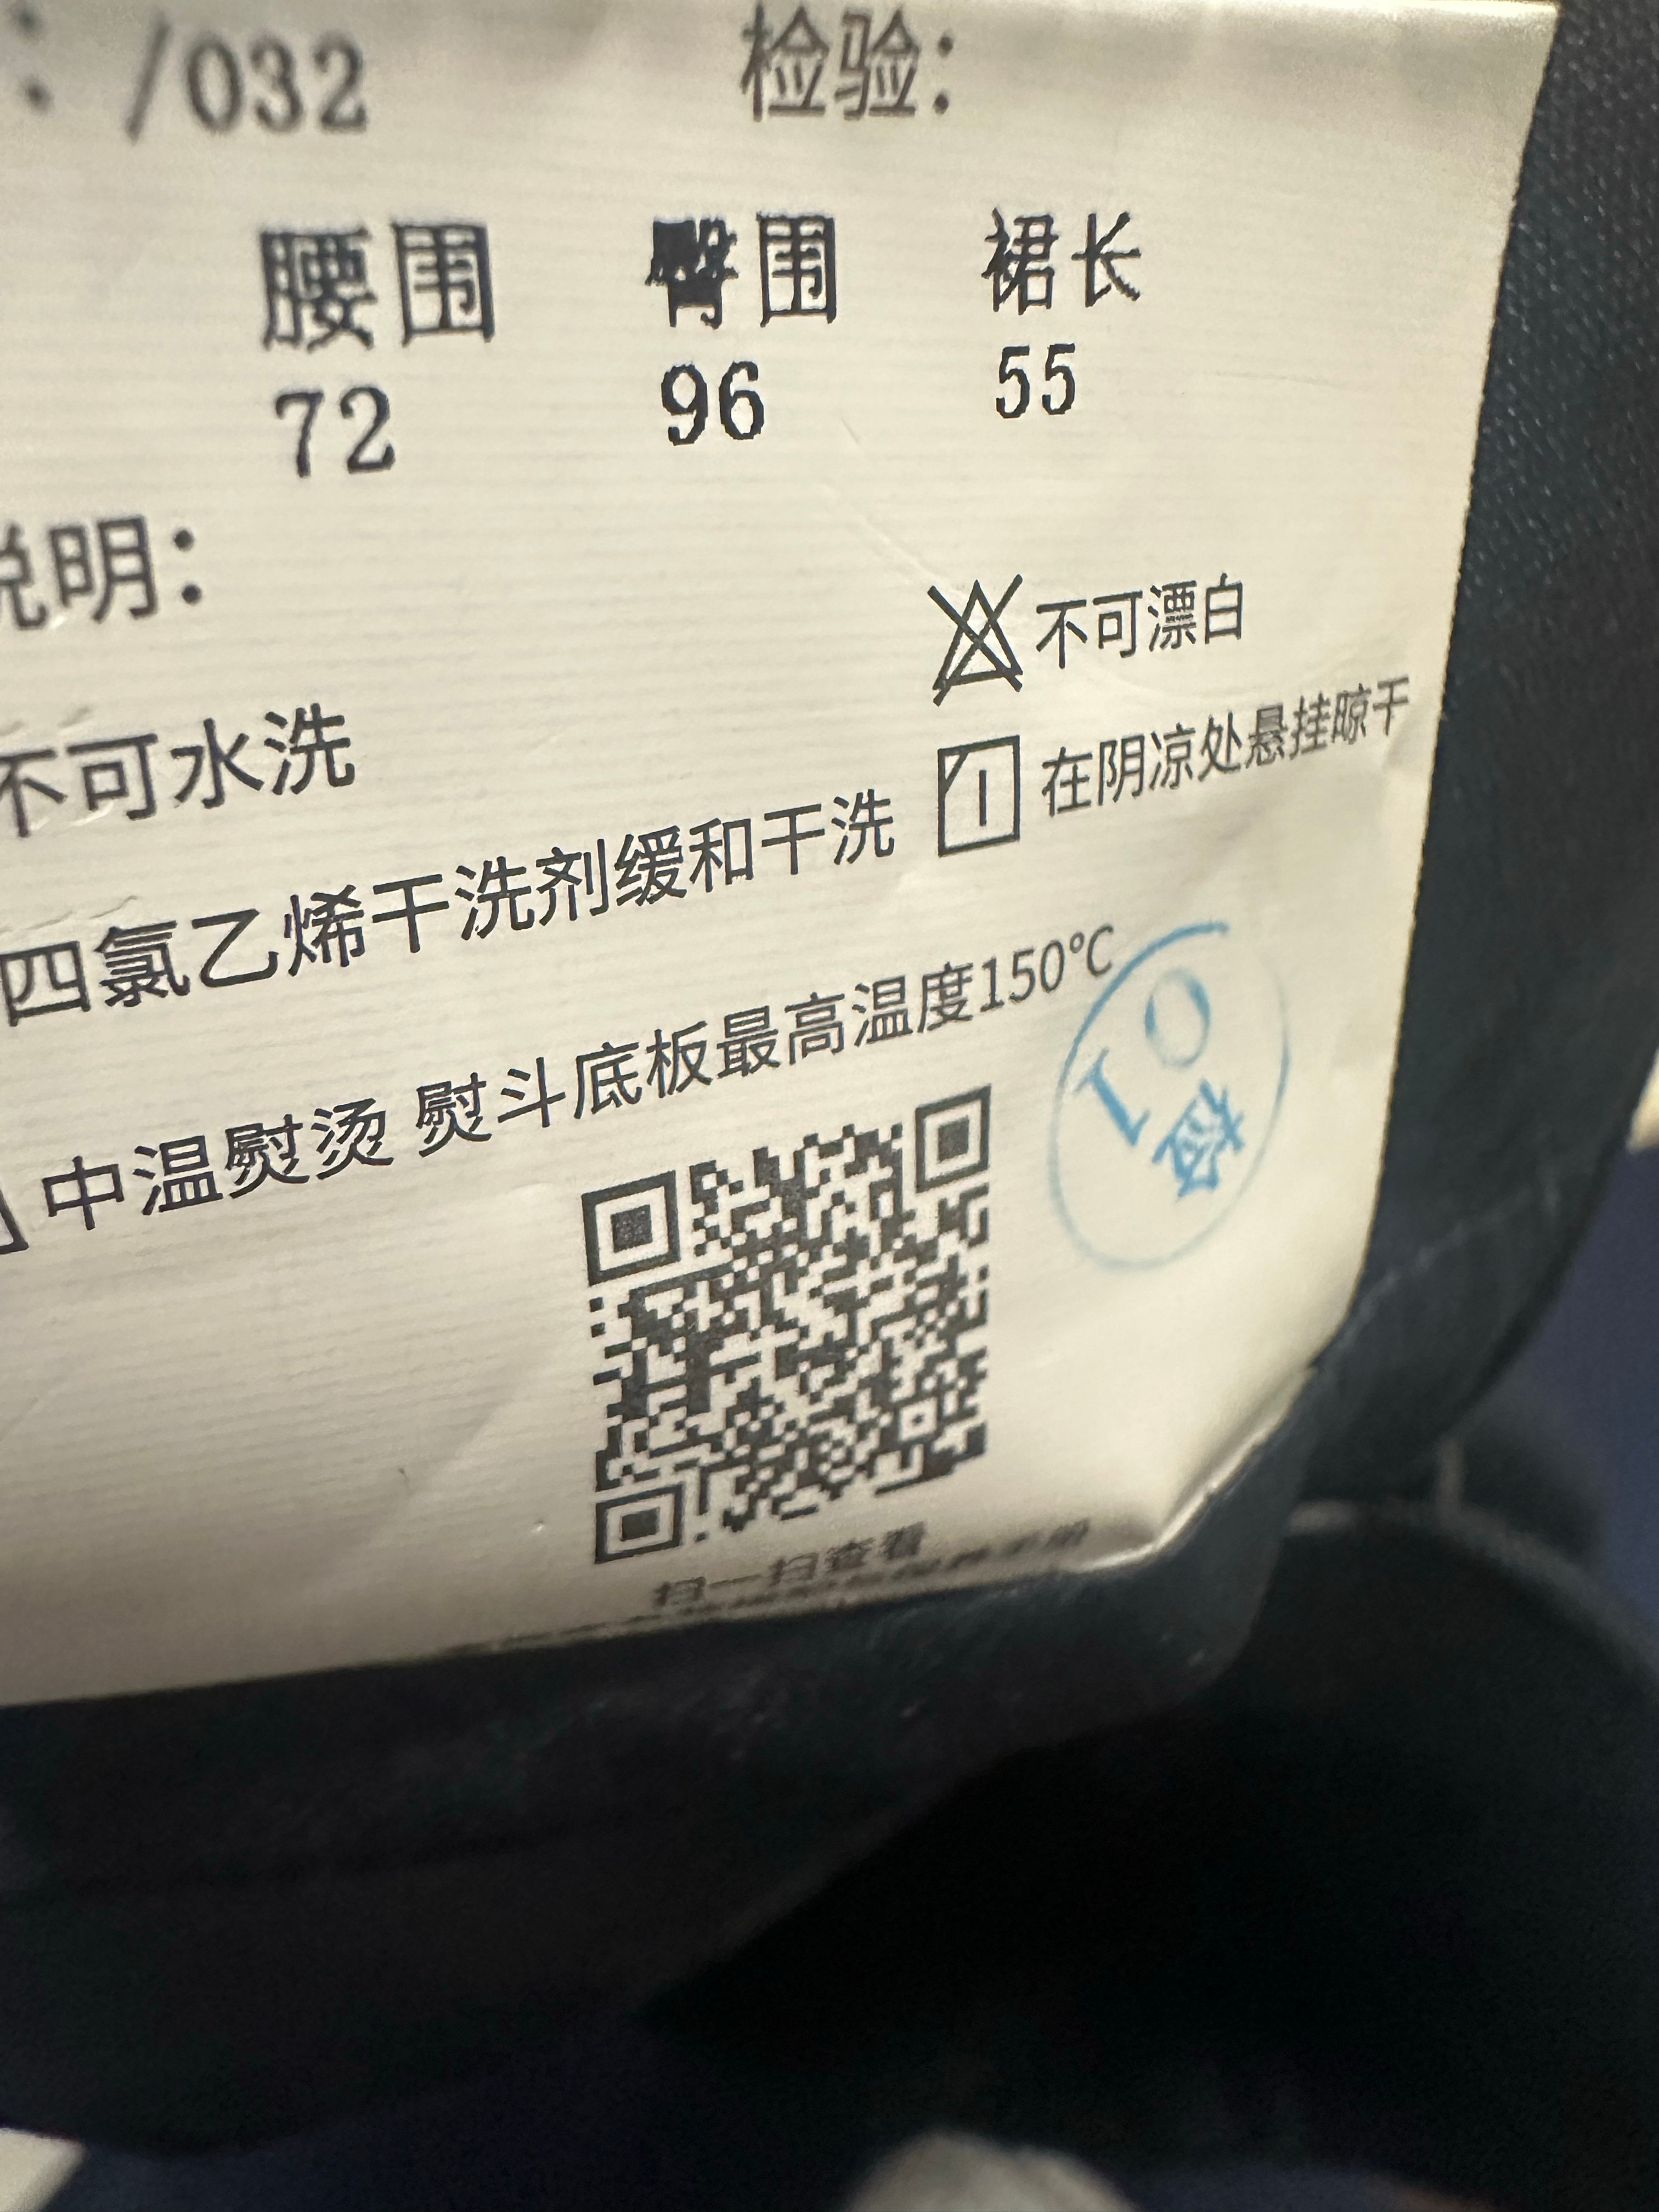 : /032 检验:
腰围 臀围 裙长
72 96 55
说明:
不可漂白
不可水洗
在阴凉处悬挂晾干
四氯乙烯干洗剂缓和干洗
中温熨烫 熨斗底板最高温度150℃
01
检
扫一扫查看